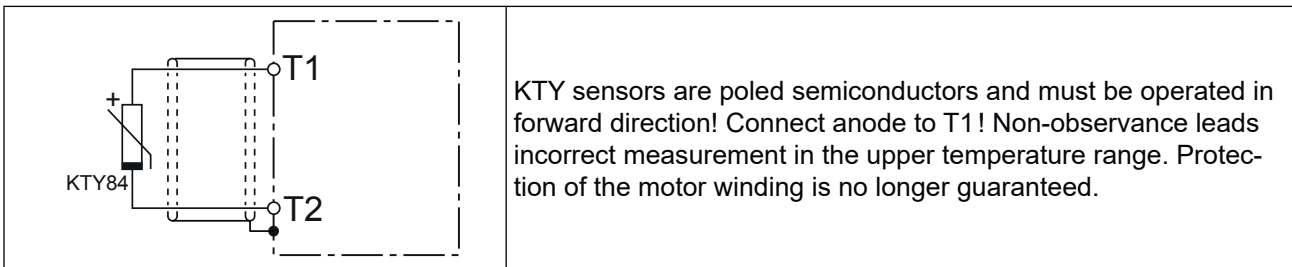 T1
+
KTY84
T2
KTY sensors are poled semiconductors and must be operated in
forward direction! Connect anode to T1! Non-observance leads
incorrect measurement in the upper temperature range. Protec-
tion of the motor winding is no longer guaranteed.